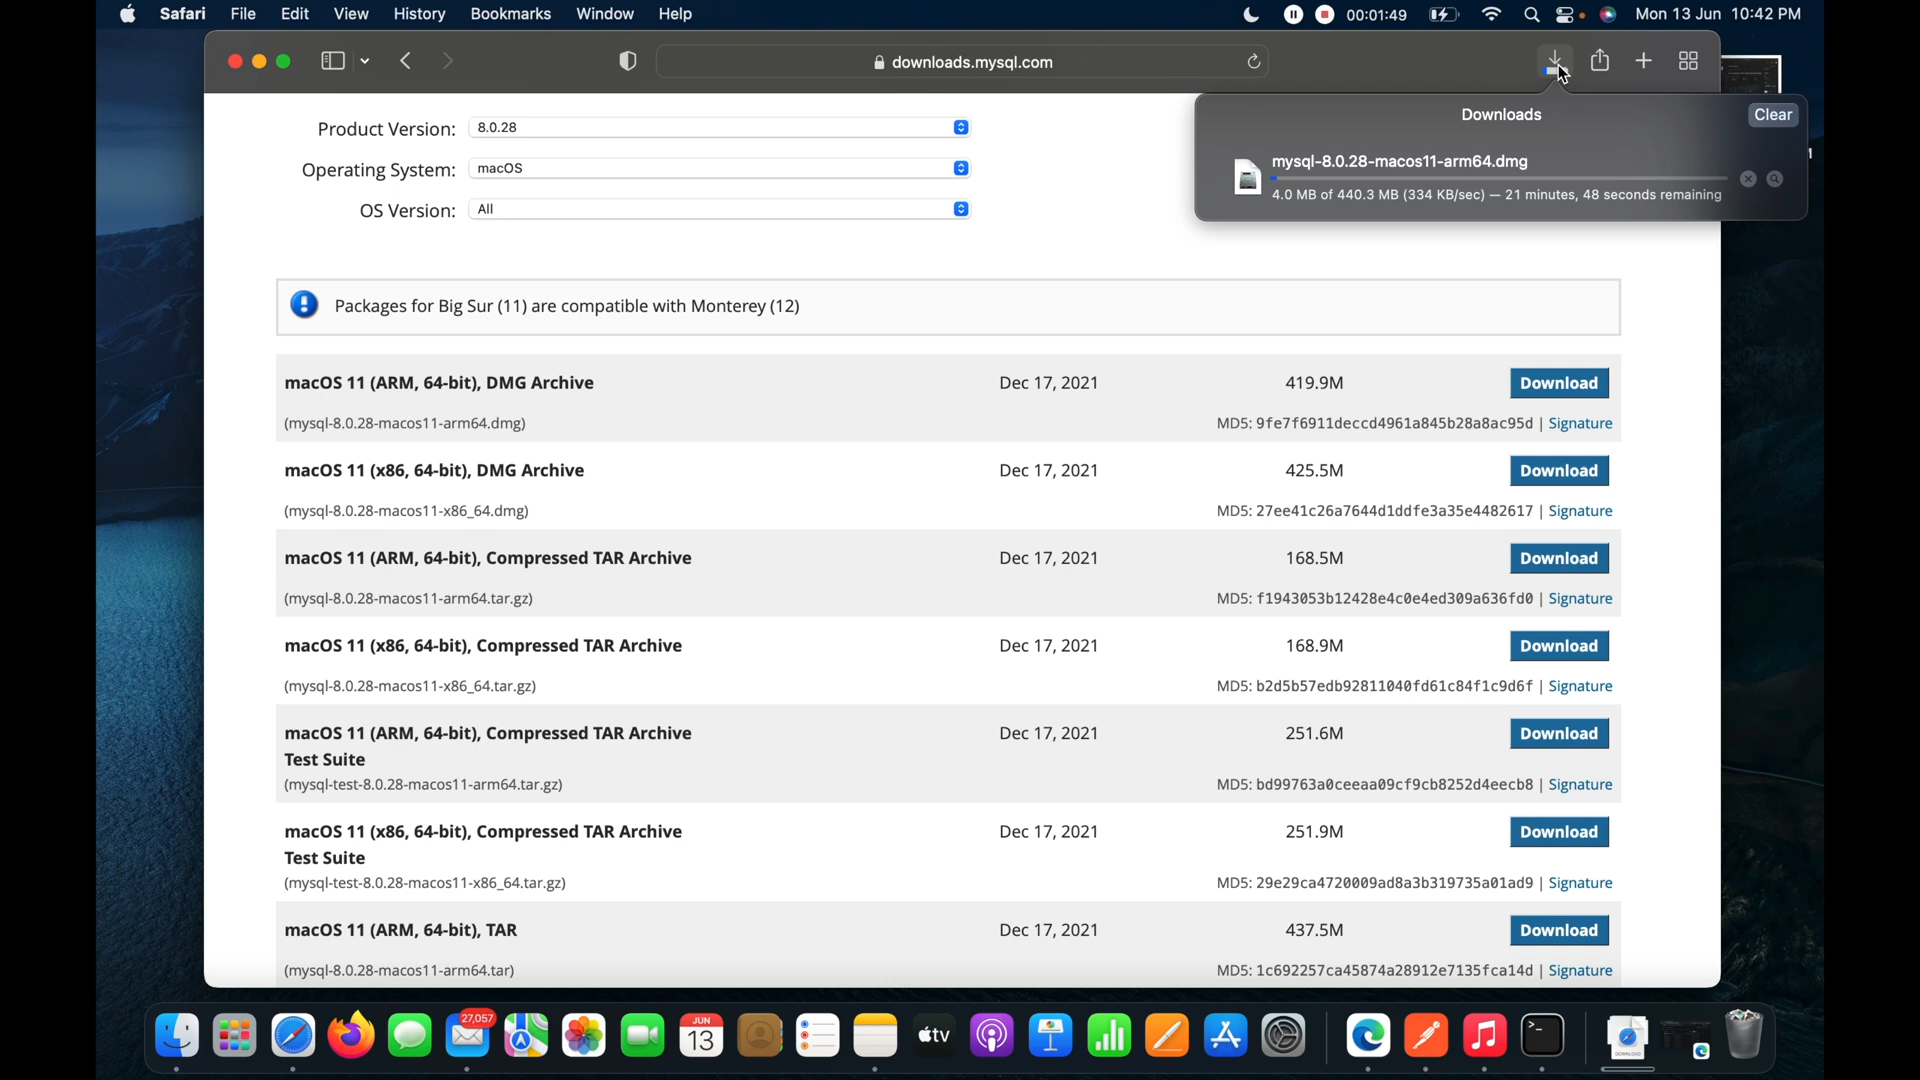 Safari File Edit View History Bookmarks Window Help 00:01:49 Mon 13 Jun 10:42 PM
downloads.mysql.com
Downloads Clear
mysql-8.0.28-macos11-arm64.dmg
4.0 MB of 440.3 MB (334 KB/sec) — 21 minutes, 48 seconds remaining
Product Version: 8.0.28
Operating System: macOS
OS Version: All
Packages for Big Sur (11) are compatible with Monterey (12)
macOS 11 (ARM, 64-bit), DMG Archive Dec 17, 2021 419.9M Download
(mysql-8.0.28-macos11-arm64.dmg) MD5: 9fe7f6911deccd4961a845b28a8ac95d | Signature
macOS 11 (x86, 64-bit), DMG Archive Dec 17, 2021 425.5M Download
(mysql-8.0.28-macos11-x86_64.dmg) MD5: 27ee41c26a7644d1ddfe3a35e4482617 | Signature
macOS 11 (ARM, 64-bit), Compressed TAR Archive Dec 17, 2021 168.5M Download
(mysql-8.0.28-macos11-arm64.tar.gz) MD5: f1943053b12428e4c0e4ed309a636fd0 | Signature
macOS 11 (x86, 64-bit), Compressed TAR Archive Dec 17, 2021 168.9M Download
(mysql-8.0.28-macos11-x86_64.tar.gz) MD5: b2d5b57edb92811040fd61c84f1c9d6f | Signature
macOS 11 (ARM, 64-bit), Compressed TAR Archive Dec 17, 2021 251.6M Download
Test Suite
(mysql-test-8.0.28-macos11-arm64.tar.gz) MD5: bd99763a0ceeaa09cf9cb8252d4eecb8 | Signature
macOS 11 (x86, 64-bit), Compressed TAR Archive Dec 17, 2021 251.9M Download
Test Suite
(mysql-test-8.0.28-macos11-x86_64.tar.gz) MD5: 29e29ca4720009ad8a3b319735a01ad9 | Signature
macOS 11 (ARM, 64-bit), TAR Dec 17, 2021 437.5M Download
(mysql-8.0.28-macos11-arm64.tar) MD5: 1c692257ca45874a28912e7135fca14d | Signature
27,057
JUN
13
tv
DOWNLOAD